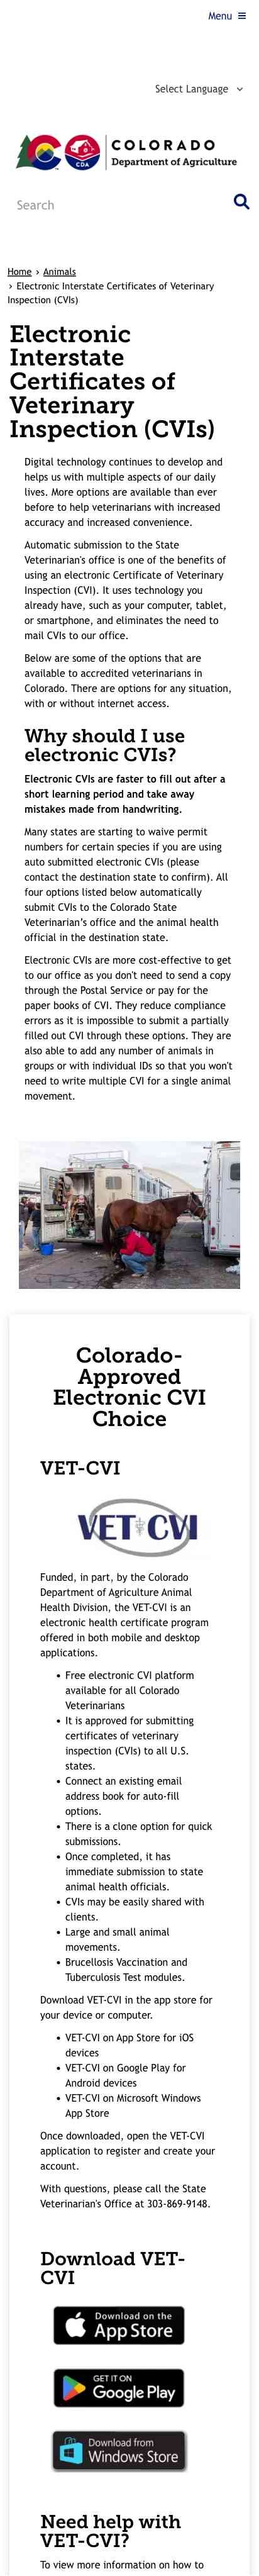 Menu
Select Language
COLORADO
CDA
Department of Agriculture
Search
Home › Animals
› Electronic Interstate Certificates of Veterinary
Inspection (CVIs)
Electronic
Interstate
Certificates of
Veterinary
Inspection (CVIs)
Digital technology continues to develop and
helps us with multiple aspects of our daily
lives. More options are available than ever
before to help veterinarians with increased
accuracy and increased convenience.
Automatic submission to the State
Veterinarian's office is one of the benefits of
using an electronic Certificate of Veterinary
Inspection (CVI). It uses technology you
already have, such as your computer, tablet,
or smartphone, and eliminates the need to
mail CVIs to our office.
Below are some of the options that are
available to accredited veterinarians in
Colorado. There are options for any situation,
with or without internet access.
Why should I use
electronic CVIs?
Electronic CVIs are faster to fill out after a
short learning period and take away
mistakes made from handwriting.
Many states are starting to waive permit
numbers for certain species if you are using
auto submitted electronic CVIs (please
contact the destination state to confirm). All
four options listed below automatically
submit CVIs to the Colorado State
Veterinarian’s office and the animal health
official in the destination state.
Electronic CVIs are more cost-effective to get
to our office as you don't need to send a copy
through the Postal Service or pay for the
paper books of CVI. They reduce compliance
errors as it is impossible to submit a partially
filled out CVI through these options. They are
also able to add any number of animals in
groups or with individual IDs so that you won't
need to write multiple CVI for a single animal
movement.
Colorado-
Approved
Electronic CVI
Choice
VET-CVI
VET CVI
Funded, in part, by the Colorado
Department of Agriculture Animal
Health Division, the VET-CVI is an
electronic health certificate program
offered in both mobile and desktop
applications.
• Free electronic CVI platform
available for all Colorado
Veterinarians
• It is approved for submitting
certificates of veterinary
inspection (CVIs) to all U.S.
states.
• Connect an existing email
address book for auto-fill
options.
• There is a clone option for quick
submissions.
• Once completed, it has
immediate submission to state
animal health officials.
• CVIs may be easily shared with
clients.
• Large and small animal
movements.
• Brucellosis Vaccination and
Tuberculosis Test modules.
Download VET-CVI in the app store for
your device or computer.
• VET-CVI on App Store for iOS
devices
• VET-CVI on Google Play for
Android devices
• VET-CVI on Microsoft Windows
App Store
Once downloaded, open the VET-CVI
application to register and create your
account.
With questions, please call the State
Veterinarian's Office at 303-869-9148.
Download VET-
CVI
Download on the
App Store
GET IT ON
Google Play
Download from
Windows Store
Need help with
VET-CVI?
To view more information on how to